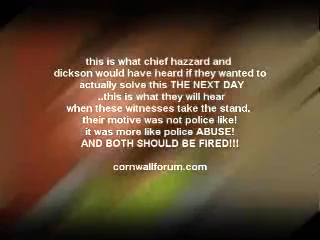 this is what chief hazzard and
dickson would have heard if they wanted to
actually solve this THE NEXT DAY
..this is what they will hear
when these witnesses take the stand.
their motive was not police like!
it was more like police ABUSE!
AND BOTH SHOULD BE FIRED!!!
cornwallforum.com